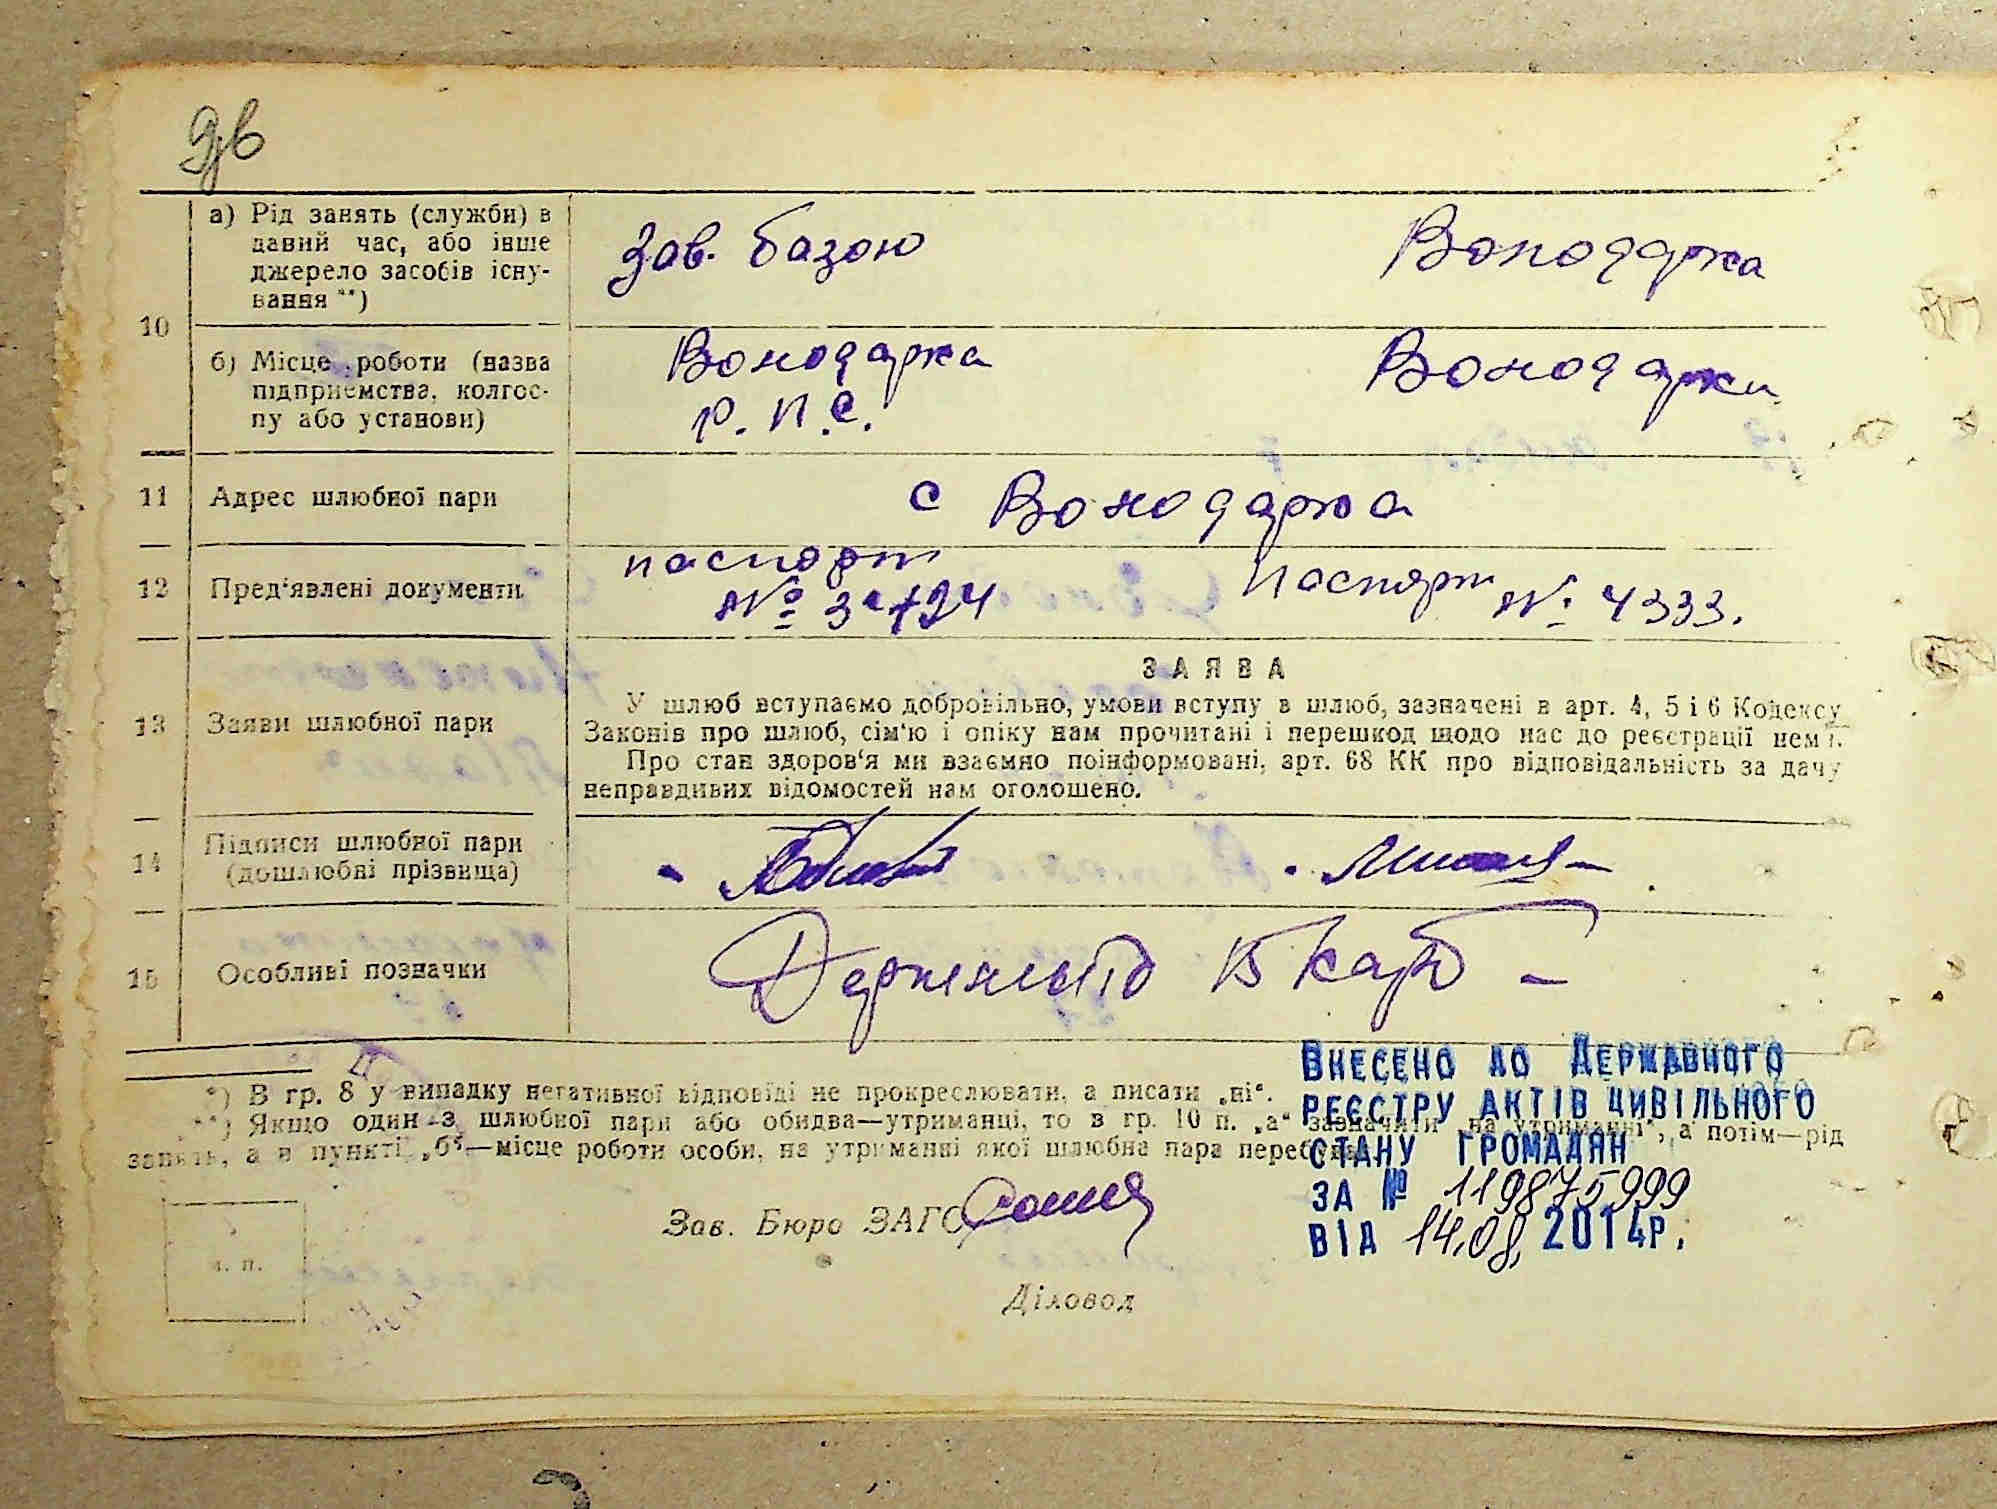 10
а) Рід занять (служби) в
даний час, або інше
джерело засобів існу-
вання **)
Зав. базою
Володарка
б) Місце роботи (назва
підприємства, колгос-
пу або установи)
Володарка
Р.П.С.
Володарка
11 Адрес шлюбної пари
с Володарка
12 Пред'явлені документи
паспорт
№
Паспорт № 4333.
13 Заяви шлюбної пари
ЗАЯВА
У шлюб вступаємо добровільно, умови вступу в шлюб, зазначені в арт. 4, 5 і 6 Кодексу
Законів про шлюб, сім'ю і опіку нам прочитані і перешкод щодо нас до реєстрації нема.
Про стан здоров'я ми взаємно поінформовані, арт. 68 КК про відповідальність за дачу
неправдивих відомостей нам оголошено.
14 Підписи шлюбної пари
(дошлюбні прізвища)
15 Особливі позначки
*) В гр. 8 у випадку негативної відповіді не прокреслювати, а писати „ні“.
**) Якщо один з шлюбної пари або обидва—утриманці, то в гр. 10 п. „а“ зазначити „на утриманні“, а потім—рід
занять, а в пункті „б“—місце роботи особи, на утриманні якої шлюбна пара перебуває.
Внесено до Державного
реєстру актів цивільного
стану громадян
за № 119875999
від 14.08.2014р.
Зав. Бюро ЗАГС
м. п.
Діловод